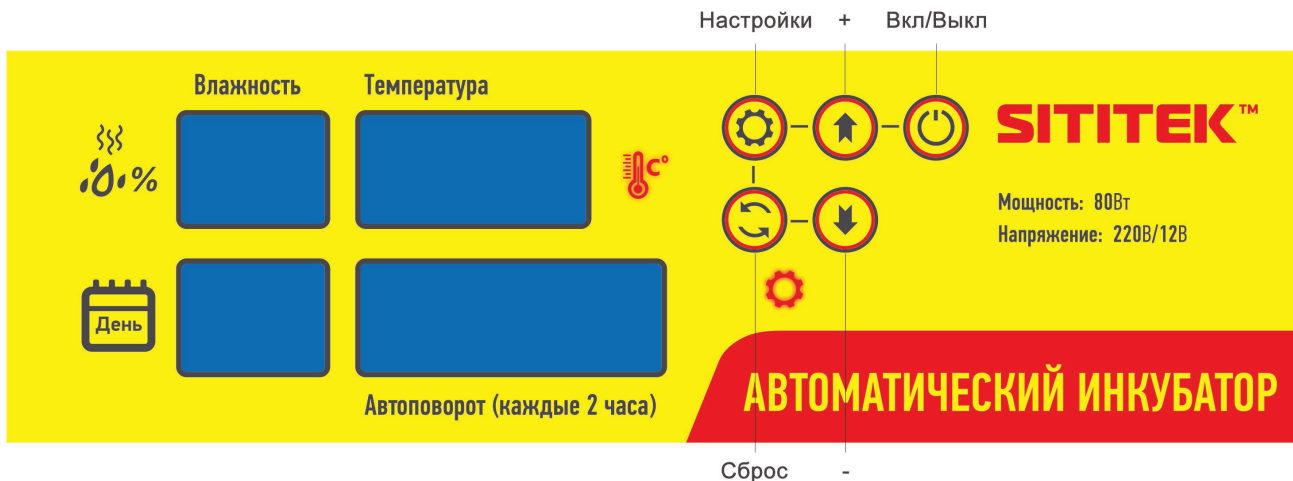 Настройки + Вкл/Выкл
Влажность Температура
%
C°
SITITEK™
Мощность: 80Вт
Напряжение: 220В/12В
День
Автоповорот (каждые 2 часа)
АВТОМАТИЧЕСКИЙ ИНКУБАТОР
Сброс -